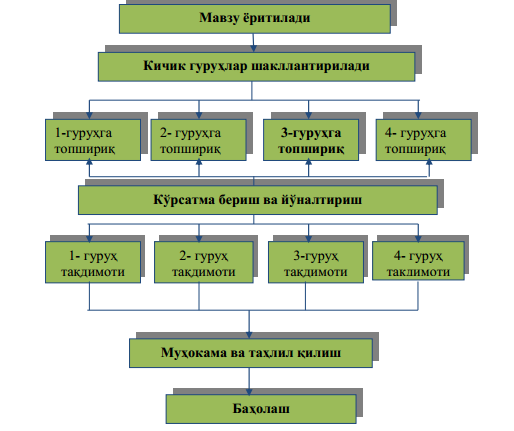 Мавзу ёритилади
Кичик гуруҳлар шакллантирилади
1-гуруҳга
топшириқ
2- гуруҳга
топшириқ
3-гуруҳга
топшириқ
4- гуруҳга
топшириқ
Кўрсатма бериш ва йўналтириш
1- гуруҳ
тақдимоти
2- гуруҳ
тақдимоти
3-гуруҳ
тақдимоти
4- гуруҳ
тақдимоти
Муҳокама ва таҳлил қилиш
Баҳолаш